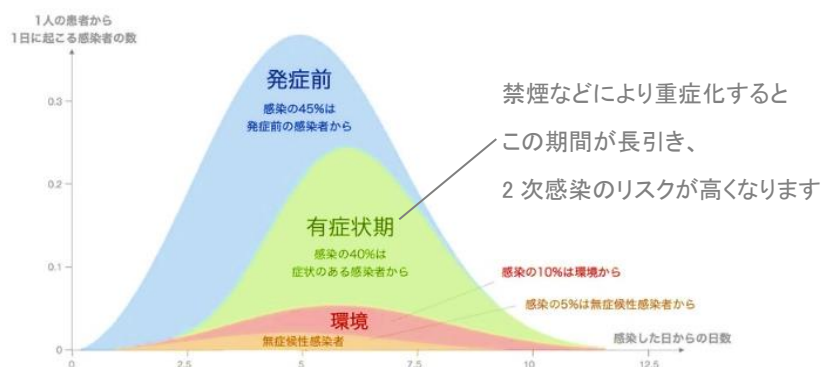 1人の患者から
1日に起こる感染者の数
0.3
0.2
0.1
0
発症前
感染の45%は
発症前の感染者から
禁煙などにより重症化すると
この期間が長引き、
2次感染のリスクが高くなります
有症状期
感染の40%は
症状のある感染者から
感染の10%は環境から
感染の5%は無症候性感染者から
環境
無症候性感染者
感染した日からの日数
0
2.5
5
7.5
10
12.5